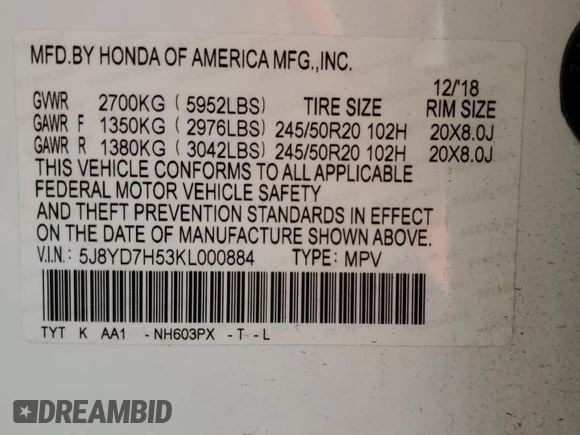 MFD.BY HONDA OF AMERICA MFG.,INC.
12/'18
GVWR 2700KG ( 5952LBS) TIRE SIZE RIM SIZE
GAWR F 1350KG ( 2976LBS) 245/50R20 102H 20X8.0J
GAWR R 1380KG ( 3042LBS) 245/50R20 102H 20X8.0J
THIS VEHICLE CONFORMS TO ALL APPLICABLE
FEDERAL MOTOR VEHICLE SAFETY
AND THEFT PREVENTION STANDARDS IN EFFECT
ON THE DATE OF MANUFACTURE SHOWN ABOVE.
V.I.N.: 5J8YD7H53KL000884 TYPE: MPV
TYT K AA1 -NH603PX -T -L
DREAMBID